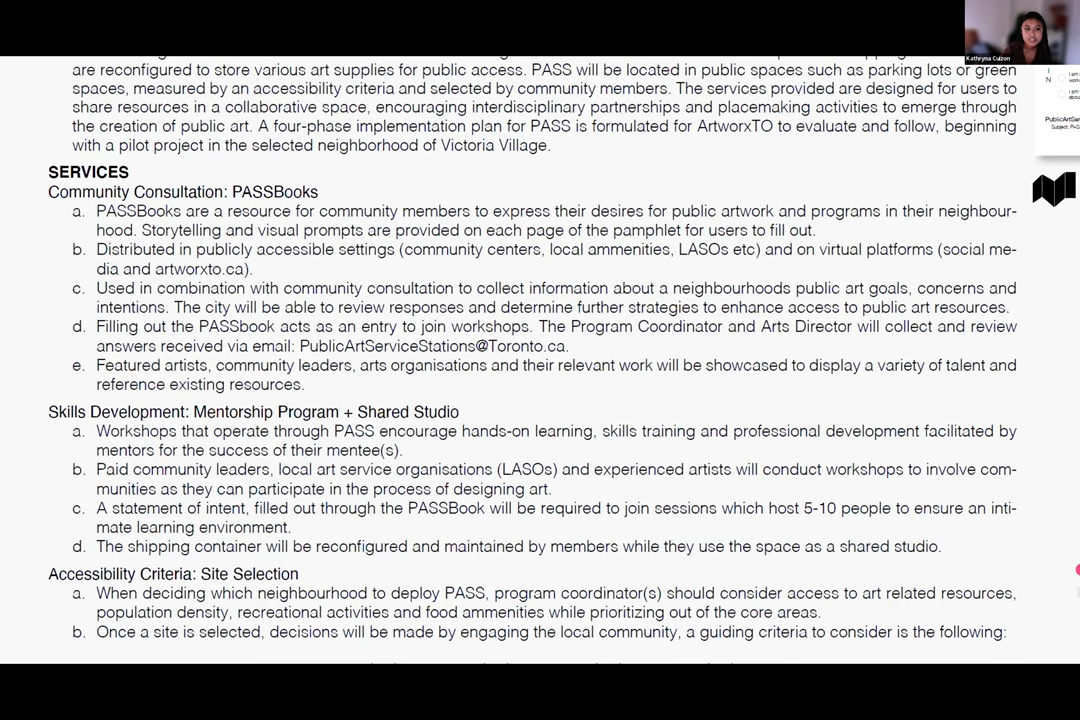 Kathryna Cuizon
are reconfigured to store various art supplies for public access. PASS will be located in public spaces such as parking lots or green
spaces, measured by an accessibility criteria and selected by community members. The services provided are designed for users to
share resources in a collaborative space, encouraging interdisciplinary partnerships and placemaking activities to emerge through
the creation of public art. A four-phase implementation plan for PASS is formulated for ArtworxTO to evaluate and follow, beginning
with a pilot project in the selected neighborhood of Victoria Village.
SERVICES
Community Consultation: PASSBooks
a. PASSBooks are a resource for community members to express their desires for public artwork and programs in their neighbour-
hood. Storytelling and visual prompts are provided on each page of the pamphlet for users to fill out.
b. Distributed in publicly accessible settings (community centers, local ammenities, LASOs etc) and on virtual platforms (social me-
dia and artworxto.ca).
c. Used in combination with community consultation to collect information about a neighbourhoods public art goals, concerns and
intentions. The city will be able to review responses and determine further strategies to enhance access to public art resources.
d. Filling out the PASSbook acts as an entry to join workshops. The Program Coordinator and Arts Director will collect and review
answers received via email: PublicArtServiceStations@Toronto.ca.
e. Featured artists, community leaders, arts organisations and their relevant work will be showcased to display a variety of talent and
reference existing resources.
Skills Development: Mentorship Program + Shared Studio
a. Workshops that operate through PASS encourage hands-on learning, skills training and professional development facilitated by
mentors for the success of their mentee(s).
b. Paid community leaders, local art service organisations (LASOs) and experienced artists will conduct workshops to involve com-
munities as they can participate in the process of designing art.
c. A statement of intent, filled out through the PASSBook will be required to join sessions which host 5-10 people to ensure an inti-
mate learning environment.
d. The shipping container will be reconfigured and maintained by members while they use the space as a shared studio.
Accessibility Criteria: Site Selection
a. When deciding which neighbourhood to deploy PASS, program coordinator(s) should consider access to art related resources,
population density, recreational activities and food ammenities while prioritizing out of the core areas.
b. Once a site is selected, decisions will be made by engaging the local community, a guiding criteria to consider is the following: